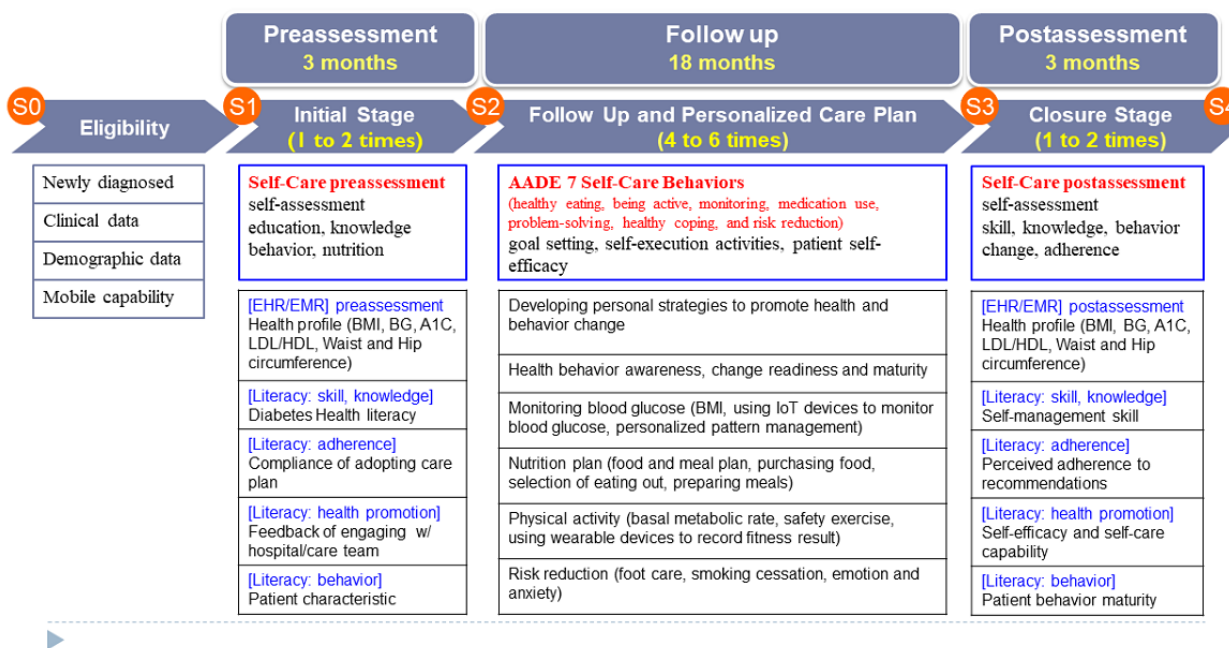 Preassessment
3 months
Follow up
18 months
Postassessment
3 months
S0
Eligibility
S1
Initial Stage
(1 to 2 times)
S2
Follow Up and Personalized Care Plan
(4 to 6 times)
S3
Closure Stage
(1 to 2 times)
S4
Newly diagnosed
Clinical data
Demographic data
Mobile capability
Self-Care preassessment
self-assessment
education, knowledge
behavior, nutrition
[EHR/EMR] preassessment
Health profile (BMI, BG, A1C,
LDL/HDL, Waist and Hip
circumference)
[Literacy: skill, knowledge]
Diabetes Health literacy
[Literacy: adherence]
Compliance of adopting care
plan
[Literacy: health promotion]
Feedback of engaging w/
hospital/care team
[Literacy: behavior]
Patient characteristic
AADE 7 Self-Care Behaviors
(healthy eating, being active, monitoring, medication use,
problem-solving, healthy coping, and risk reduction)
goal setting, self-execution activities, patient self-
efficacy
Developing personal strategies to promote health and
behavior change
Health behavior awareness, change readiness and maturity
Monitoring blood glucose (BMI, using IoT devices to monitor
blood glucose, personalized pattern management)
Nutrition plan (food and meal plan, purchasing food,
selection of eating out, preparing meals)
Physical activity (basal metabolic rate, safety exercise,
using wearable devices to record fitness result)
Risk reduction (foot care, smoking cessation, emotion and
anxiety)
Self-Care postassessment
self-assessment
skill, knowledge, behavior
change, adherence
[EHR/EMR] postassessment
Health profile (BMI, BG, A1C,
LDL/HDL, Waist and Hip
circumference)
[Literacy: skill, knowledge]
Self-management skill
[Literacy: adherence]
Perceived adherence to
recommendations
[Literacy: health promotion]
Self-efficacy and self-care
capability
[Literacy: behavior]
Patient behavior maturity